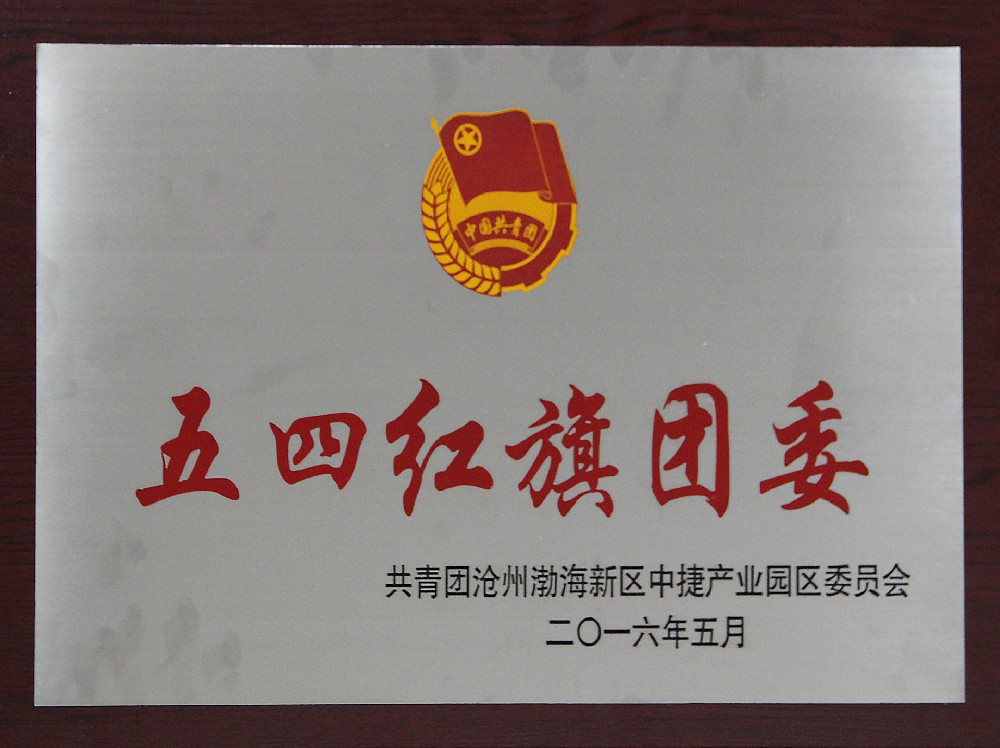 中国共青团
五四红旗团委
共青团沧州渤海新区中捷产业园区委员会
二〇一六年五月